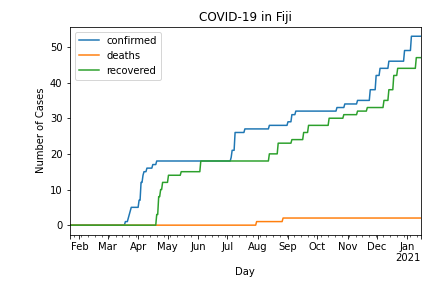 COVID-19 in Fiji
confirmed
deaths
recovered
50
40
30
20
10
0
Number of Cases
Feb Mar Apr May Jun Jul Aug Sep Oct Nov Dec Jan
2021
Day